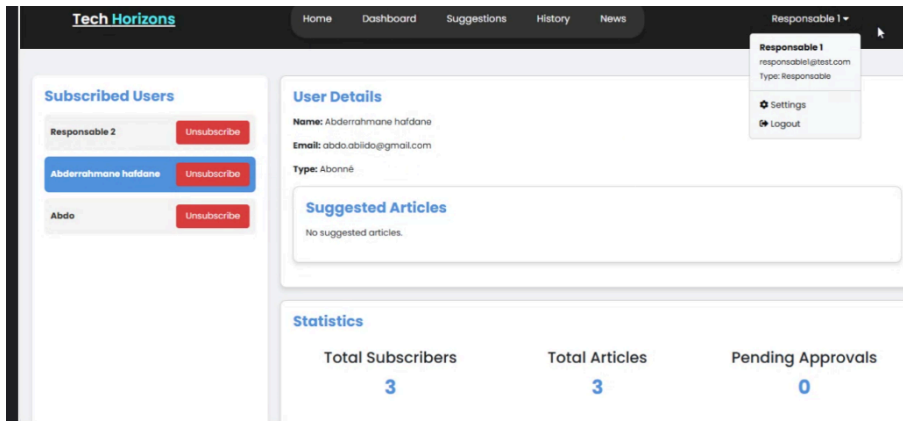 Tech Horizons
Home Dashboard Suggestions History News
Responsable 1
Responsable 1
responsable1@test.com
Type: Responsable
Settings
Logout
Subscribed Users
Responsable 2 Unsubscribe
Abderrahmane hafdane Unsubscribe
Abdo Unsubscribe
User Details
Name: Abderrahmane hafdane
Email: abdo.abiido@gmail.com
Type: Abonné
Suggested Articles
No suggested articles.
Statistics
Total Subscribers Total Articles Pending Approvals
3 3 0